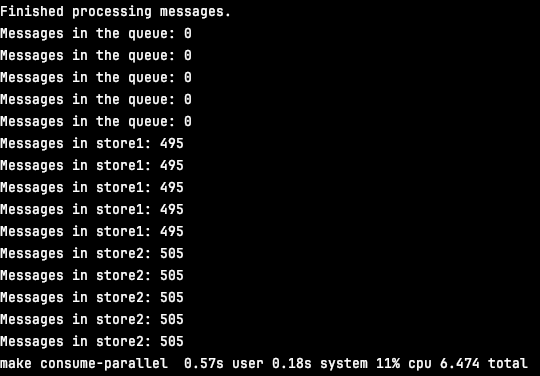 Finished processing messages.
Messages in the queue: 0
Messages in the queue: 0
Messages in the queue: 0
Messages in the queue: 0
Messages in the queue: 0
Messages in store1: 495
Messages in store1: 495
Messages in store1: 495
Messages in store1: 495
Messages in store1: 495
Messages in store2: 505
Messages in store2: 505
Messages in store2: 505
Messages in store2: 505
Messages in store2: 505
make consume-parallel  0.57s user 0.18s system 11% cpu 6.474 total